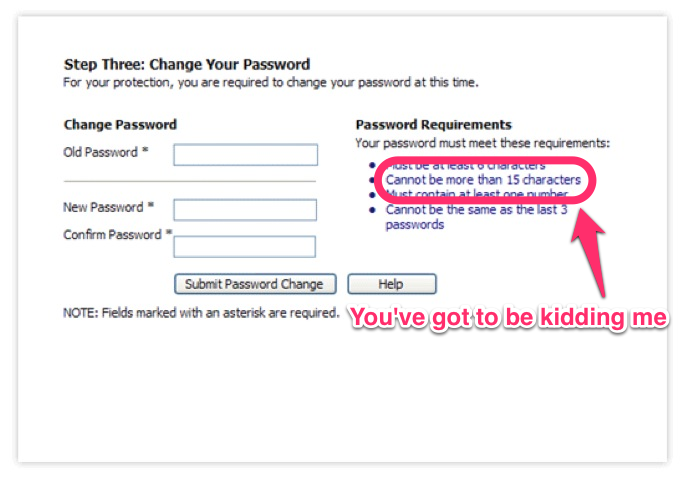 Step Three: Change Your Password
For your protection, you are required to change your password at this time.
Change Password
Old Password *
New Password *
Confirm Password *
Password Requirements
Your password must meet these requirements:
Must be at least 6 characters
Cannot be more than 15 characters
Must contain at least one number
Cannot be the same as the last 3
passwords
Submit Password Change
Help
NOTE: Fields marked with an asterisk are required.
You've got to be kidding me